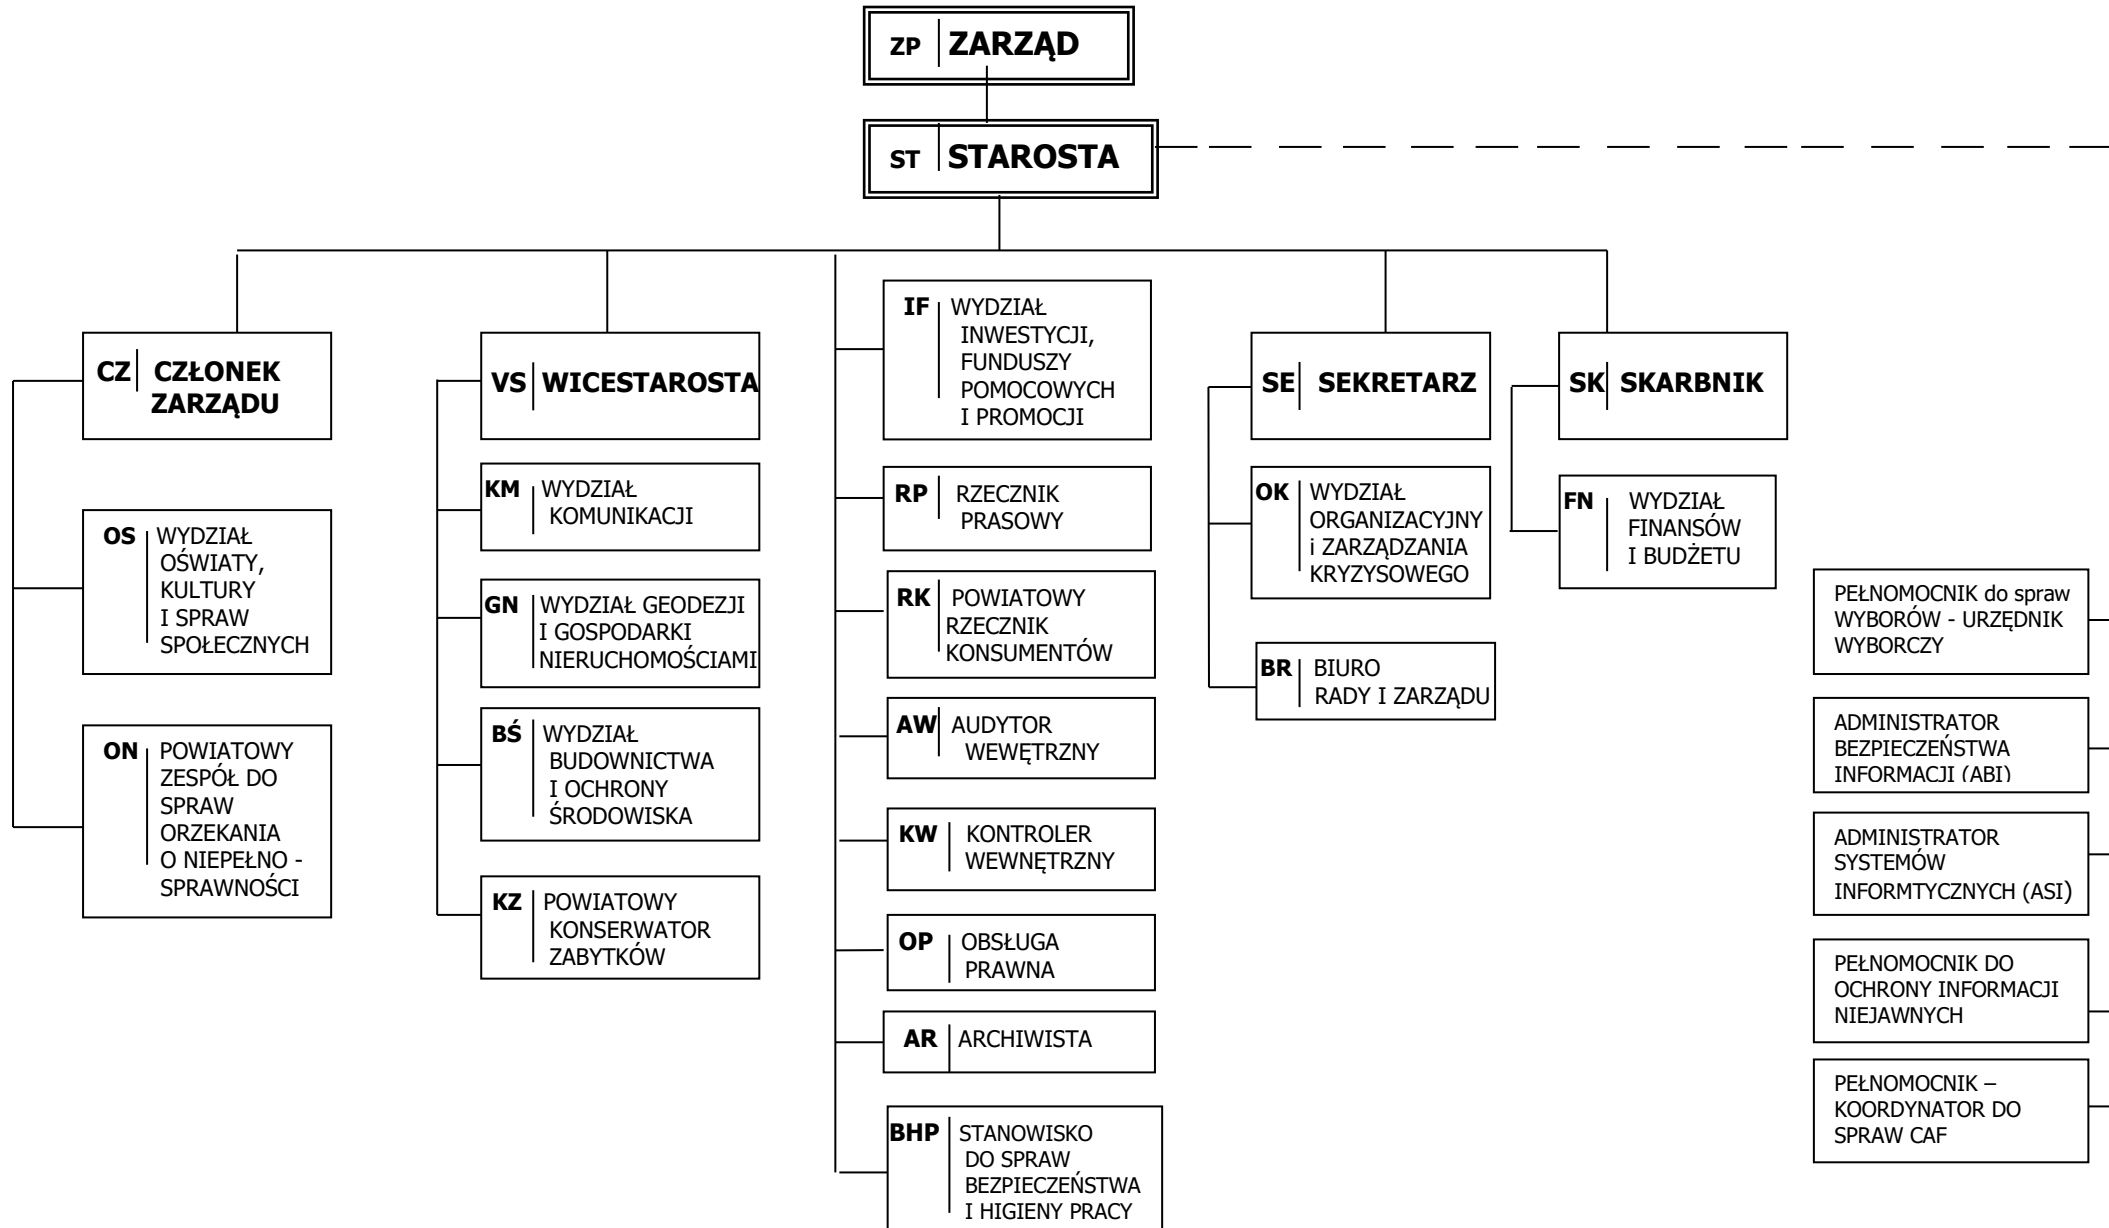 ZP ZARZĄD
ST STAROSTA
CZ CZŁONEK
ZARZĄDU
OS WYDZIAŁ
OŚWIATY,
KULTURY
I SPRAW
SPOŁECZNYCH
ON POWIATOWY
ZESPÓŁ DO
SPRAW
ORZEKANIA
O NIEPEŁNO -
SPRAWNOŚCI
VS WICESTAROSTA
KM WYDZIAŁ
KOMUNIKACJI
GN WYDZIAŁ GEODEZJI
I GOSPODARKI
NIERUCHOMOŚCIAMI
BŚ WYDZIAŁ
BUDOWNICTWA
I OCHRONY
ŚRODOWISKA
KZ POWIATOWY
KONSERWATOR
ZABYTKÓW
IF WYDZIAŁ
INWESTYCJI,
FUNDUSZY
POMOCOWYCH
I PROMOCJI
RP RZECZNIK
PRASOWY
RK POWIATOWY
RZECZNIK
KONSUMENTÓW
AW AUDYTOR
WEWĘTRZNY
KW KONTROLER
WEWNĘTRZNY
OP OBSŁUGA
PRAWNA
AR ARCHIWISTA
BHP STANOWISKO
DO SPRAW
BEZPIECZEŃSTWA
I HIGIENY PRACY
SE SEKRETARZ
OK WYDZIAŁ
ORGANIZACYJNY
i ZARZĄDZANIA
KRYZYSOWEGO
BR BIURO
RADY I ZARZĄDU
SK SKARBNIK
FN WYDZIAŁ
FINANSÓW
I BUDŻETU
PEŁNOMOCNIK do spraw
WYBORÓW - URZĘDNIK
WYBORCZY
ADMINISTRATOR
BEZPIECZEŃSTWA
INFORMACJI (ABI)
ADMINISTRATOR
SYSTEMÓW
INFORMTYCZNYCH (ASI)
PEŁNOMOCNIK DO
OCHRONY INFORMACJI
NIEJAWNYCH
PEŁNOMOCNIK –
KOORDYNATOR DO
SPRAW CAF